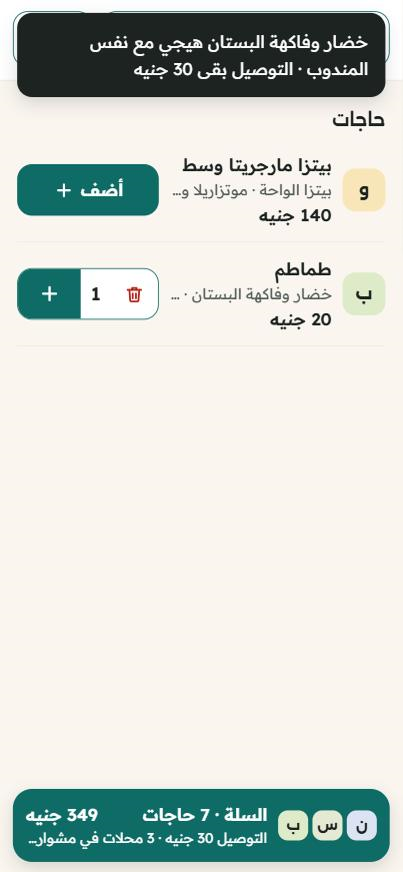 خضار وفاكهة البستان هيجي مع نفس
المندوب · التوصيل بقى 30 جنيه
حاجات
و
بيتزا مارجريتا وسط
بيتزا الواحة · موتزاريلا و...
140 جنيه
أضف +
ب
طماطم
خضار وفاكهة البستان · ...
20 جنيه
1 +
ن س ب
السلة · 7 حاجات 349 جنيه
التوصيل 30 جنيه · 3 محلات في مشوار...